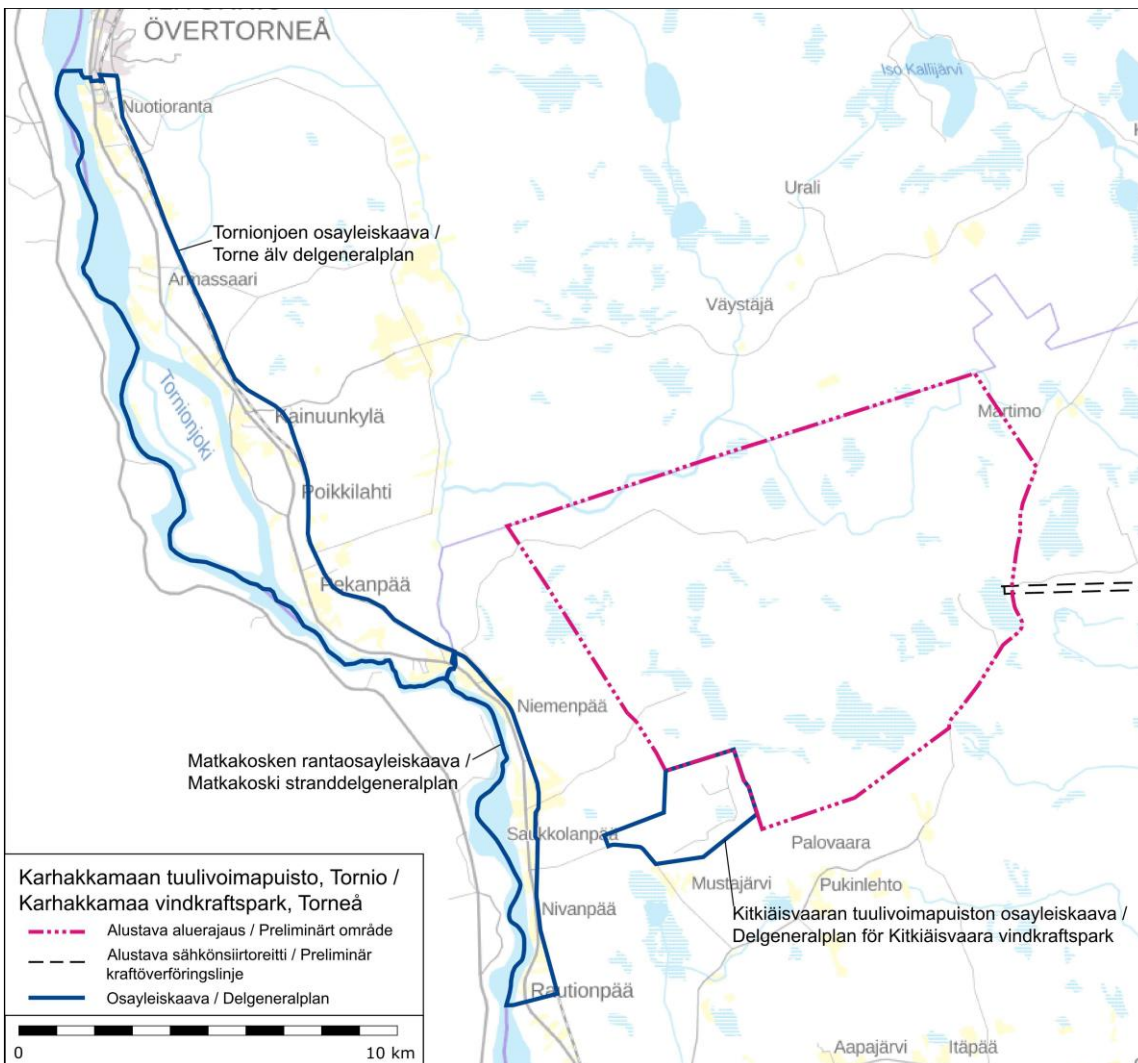 ÖVERTORNEÅ
Iso Kallijärvi
Nuotioranta
Urali
Tornionjoen osayleiskaava /
Torne älv delgeneralplan
Armassaari
Väystäjä
Tornionjoki
Kainuunkylä
Martimo
Poikkilahti
Pekanpää
Niemenpää
Matkakosken rantaosayleiskaava /
Matkakoski stranddelgeneralplan
Saukkolanpää
Palovaara
Mustajärvi
Pukinlehto
Nivanpää
Kitkiäisvaaran tuulivoimapuiston osayleiskaava /
Delgeneralplan för Kitkiäisvaara vindkraftspark
Rautionpää
Aapajärvi
Itäpää
Karhakkamaan tuulivoimapuisto, Tornio /
Karhakkamaa vindkraftspark, Torneå
Alustava aluerajaus / Preliminärt område
Alustava sähkönsiirtoreitti / Preliminär
kraftöverföringslinje
Osayleiskaava / Delgeneralplan
0
10 km